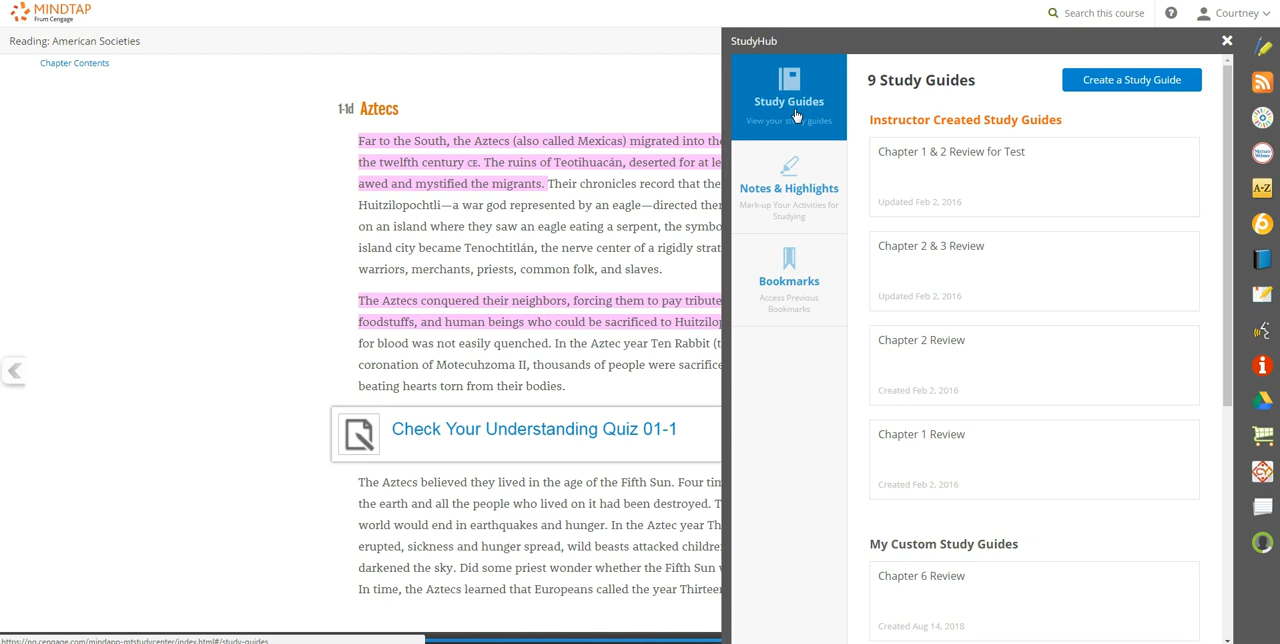 MINDTAP
From Cengage
Search this course
Courtney
Reading: American Societies
Chapter Contents
1-1d Aztecs
Far to the South, the Aztecs (also called Mexicas) migrated into the
the twelfth century CE. The ruins of Teotihuacán, deserted for at le
awed and mystified the migrants. Their chronicles record that the
Huitzilopochtli—a war god represented by an eagle—directed ther
on an island where they saw an eagle eating a serpent, the symbo
island city became Tenochtitlán, the nerve center of a rigidly strat
warriors, merchants, priests, common folk, and slaves.
The Aztecs conquered their neighbors, forcing them to pay tribute
foodstuffs, and human beings who could be sacrificed to Huitzilop
for blood was not easily quenched. In the Aztec year Ten Rabbit (
coronation of Motecuhzoma II, thousands of people were sacrifice
beating hearts torn from their bodies.
Check Your Understanding Quiz 01-1
The Aztecs believed they lived in the age of the Fifth Sun. Four tim
the earth and all the people who lived on it had been destroyed. T
world would end in earthquakes and hunger. In the Aztec year Th
erupted, sickness and hunger spread, wild beasts attacked childre
darkened the sky. Did some priest wonder whether the Fifth Sun
In time, the Aztecs learned that Europeans called the year Thirteen
https://ng.cengage.com/mindapp-mtstudycenter/index.html#/study-guides
StudyHub
Study Guides
View your study guides
Notes & Highlights
Mark-up Your Activities for
Studying
Bookmarks
Access Previous
Bookmarks
9 Study Guides
Create a Study Guide
Instructor Created Study Guides
Chapter 1 & 2 Review for Test
Updated Feb 2, 2016
Chapter 2 & 3 Review
Updated Feb 2, 2016
Chapter 2 Review
Created Feb 2, 2016
Chapter 1 Review
Created Feb 2, 2016
My Custom Study Guides
Chapter 6 Review
Created Aug 14, 2018
A-Z